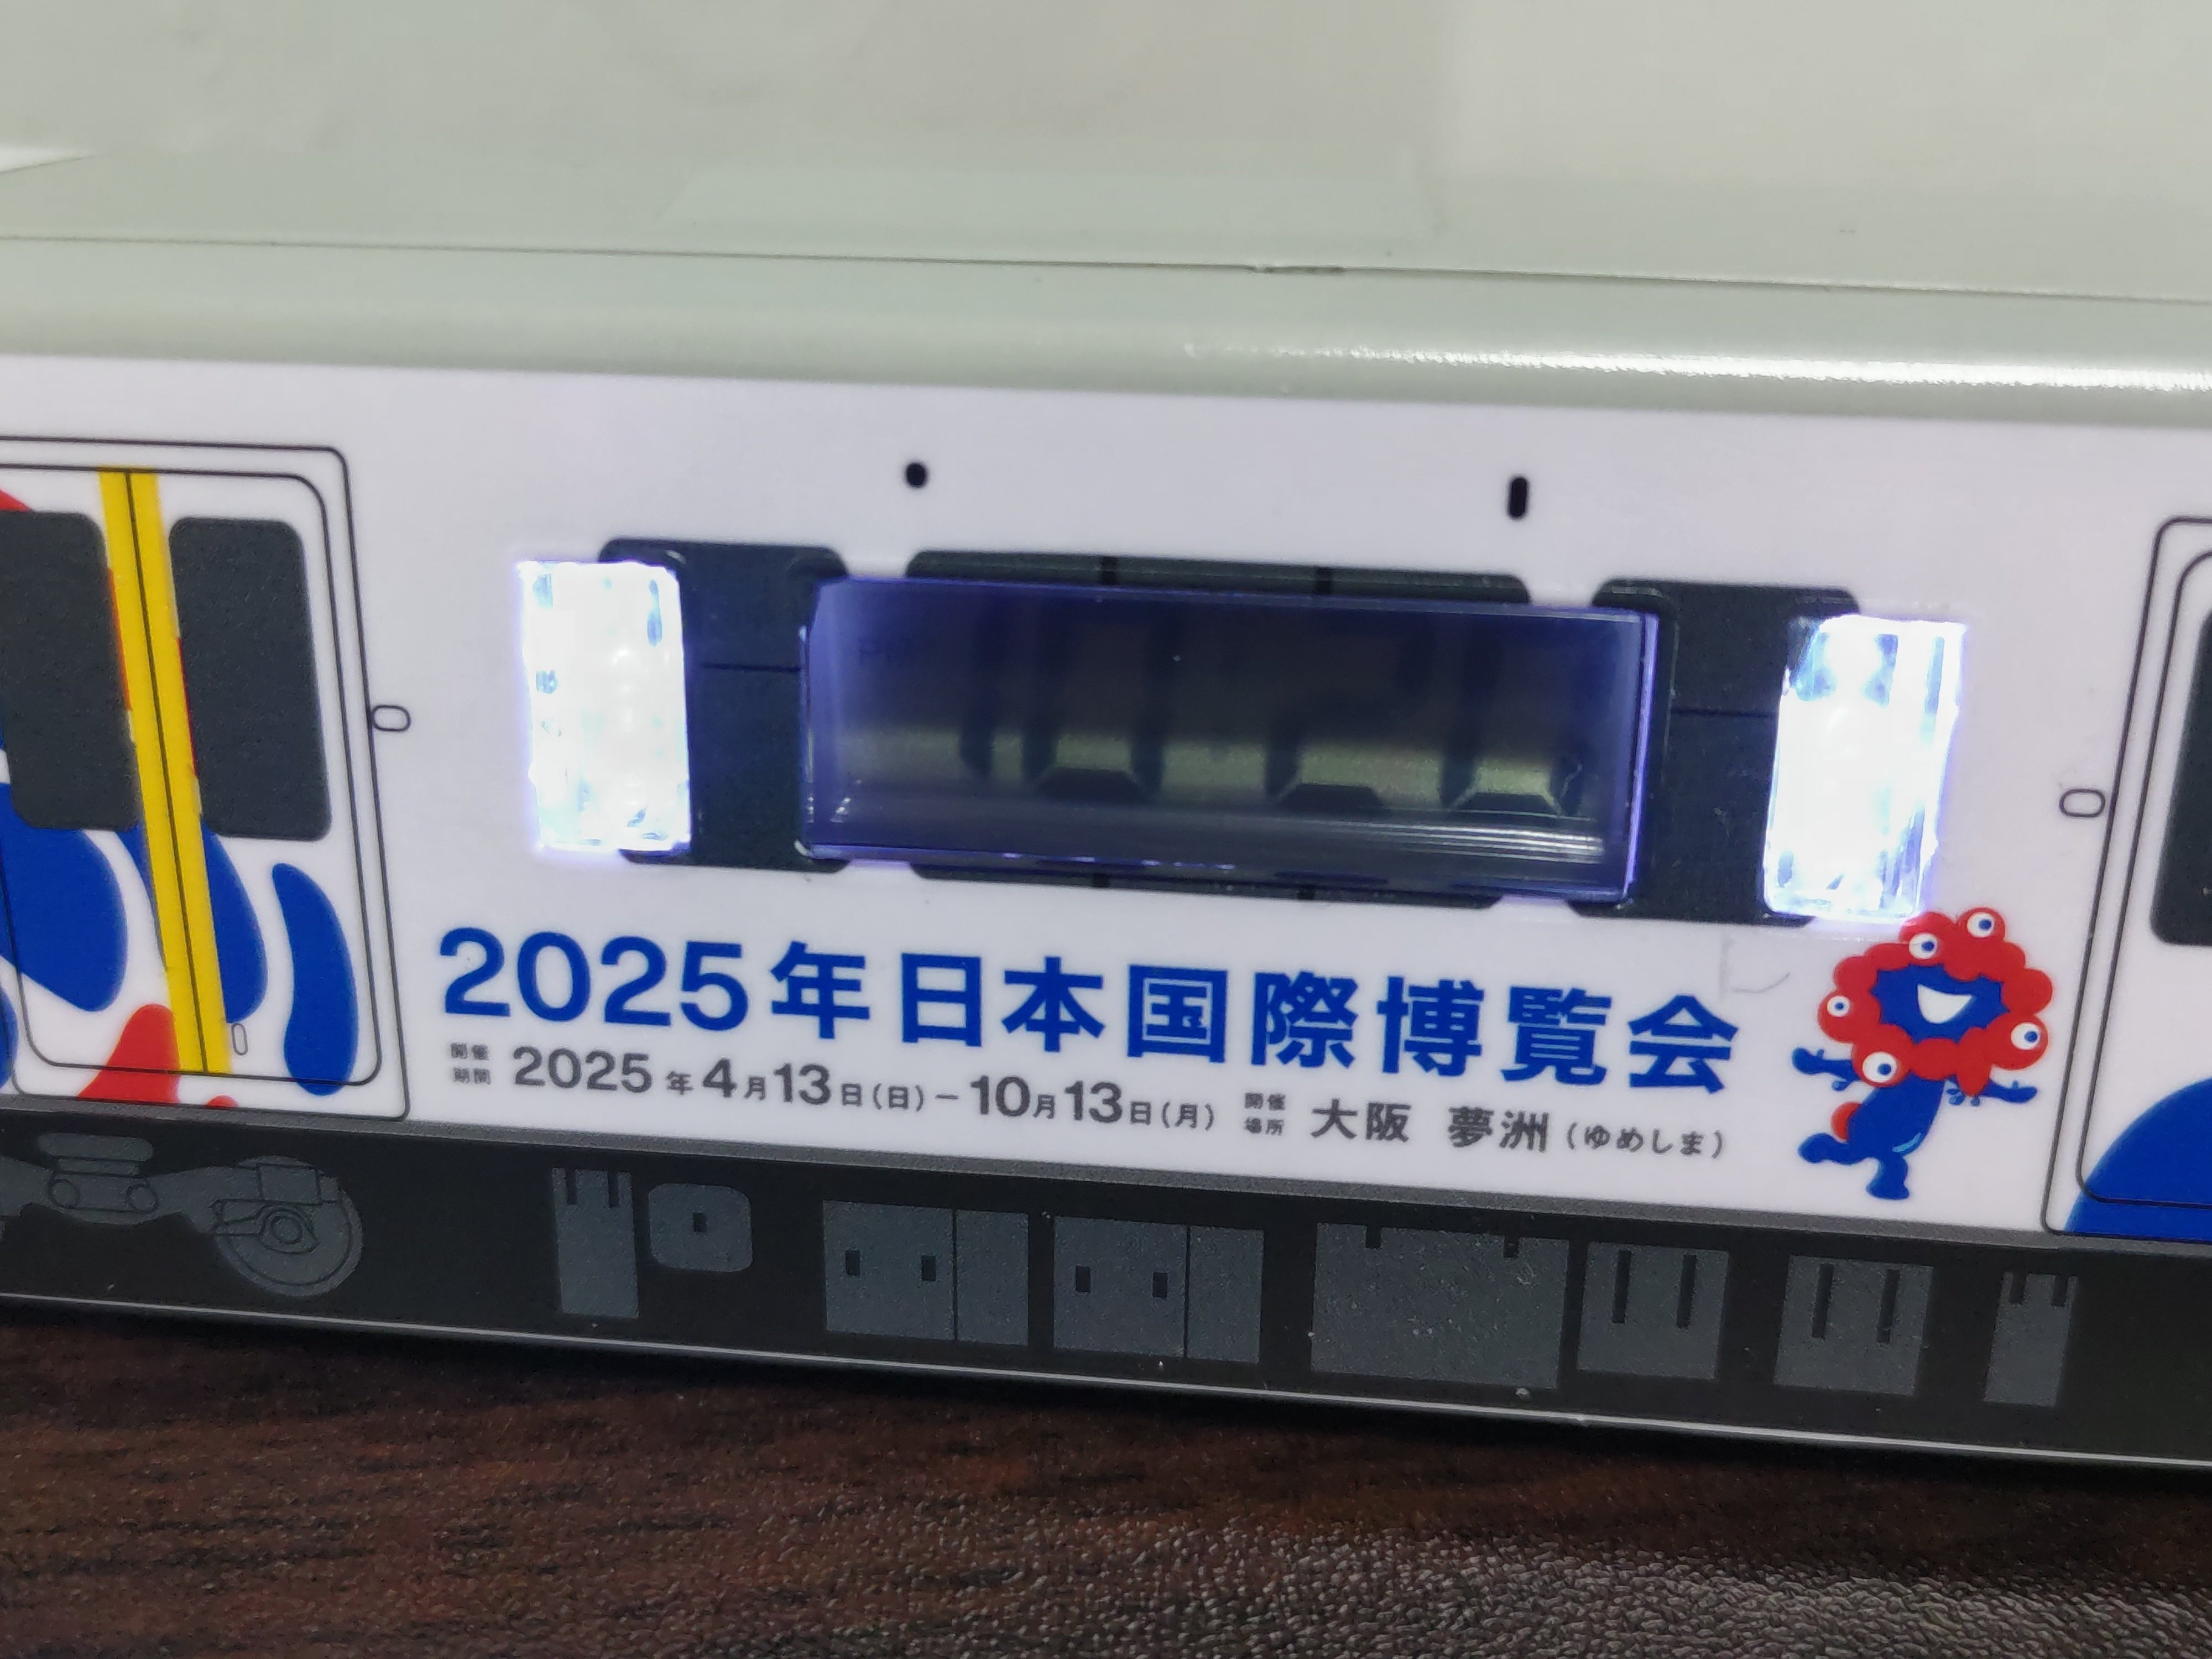 2025年日本国際博覧会
開催期間 2025年4月13日(日)−10月13日(月) 開催場所 大阪 夢洲(ゆめしま)